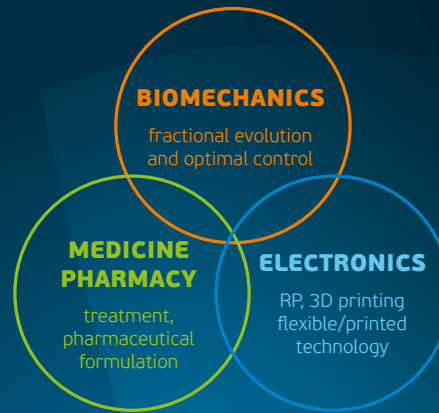 BIOMECHANICS
fractional evolution
and optimal control
MEDICINE
PHARMACY
treatment,
pharmaceutical
formulation
ELECTRONICS
RP, 3D printing
flexible/printed
technology